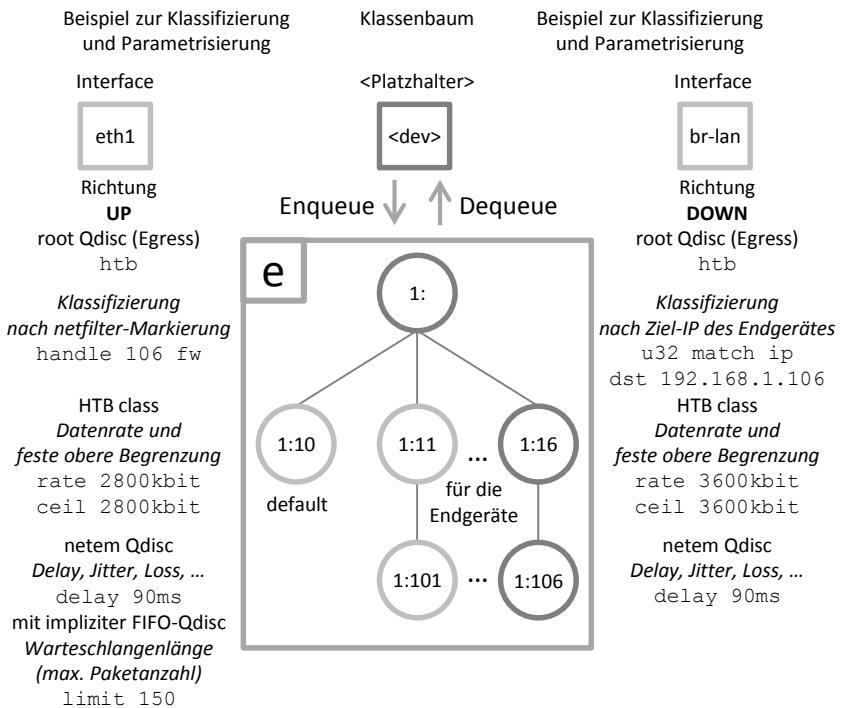 Beispiel zur Klassifizierung
und Parametrisierung
Interface
eth1
Richtung
UP
root Qdisc (Egress)
htb
Klassifizierung
nach netfilter-Markierung
handle 106 fw
HTB class
Datenrate und
feste obere Begrenzung
rate 2800kbit
ceil 2800kbit
netem Qdisc
Delay, Jitter, Loss, ...
delay 90ms
mit impliziter FIFO-Qdisc
Warteschlangenlänge
(max. Paketanzahl)
limit 150
Klassenbaum
<Platzhalter>
<dev>
Enqueue Dequeue
e
1:
1:10 1:11 ... 1:16
default
für die
Endgeräte
1:101 ... 1:106
Beispiel zur Klassifizierung
und Parametrisierung
Interface
br-lan
Richtung
DOWN
root Qdisc (Egress)
htb
Klassifizierung
nach Ziel-IP des Endgerätes
u32 match ip
dst 192.168.1.106
HTB class
Datenrate und
feste obere Begrenzung
rate 3600kbit
ceil 3600kbit
netem Qdisc
Delay, Jitter, Loss, ...
delay 90ms